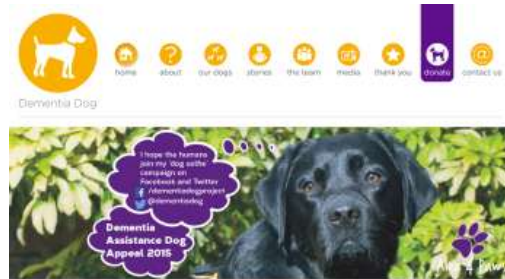 home about our dogs stories the team media thank you donate contact us
Dementia Dog
I hope the humans
join my 'dog selfie'
campaign on
Facebook and Twitter
/dementiadogproject
@dementiadog
Dementia
Assistance Dog
Appeal 2015